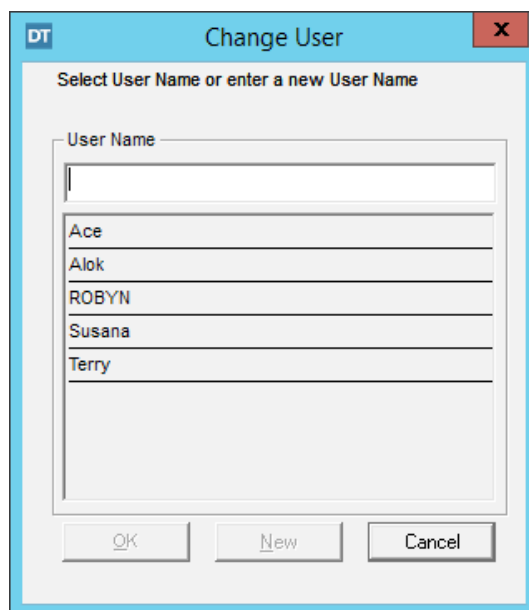 DT Change User x
Select User Name or enter a new User Name
User Name
Ace
Alok
ROBYN
Susana
Terry
OK New Cancel